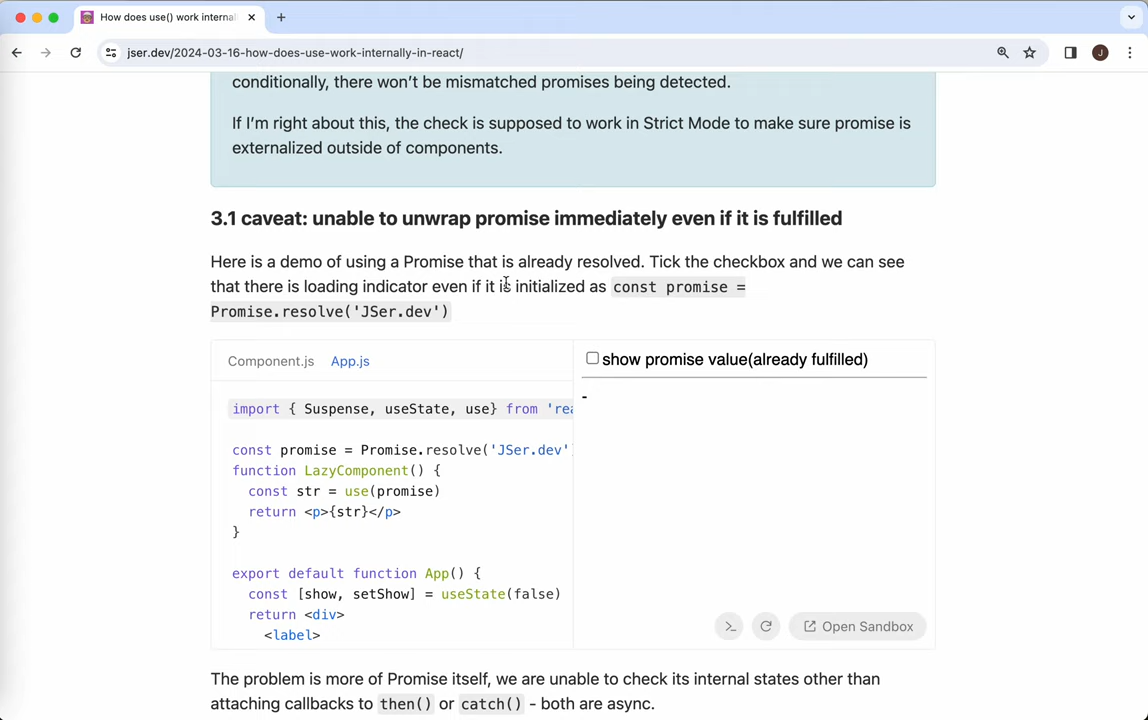 How does use() work interna
jser.dev/2024-03-16-how-does-use-work-internally-in-react/
J
conditionally, there won't be mismatched promises being detected.
If I'm right about this, the check is supposed to work in Strict Mode to make sure promise is
externalized outside of components.
3.1 caveat: unable to unwrap promise immediately even if it is fulfilled
Here is a demo of using a Promise that is already resolved. Tick the checkbox and we can see
that there is loading indicator even if it is initialized as const promise =
Promise.resolve('JSer.dev')
Component.js App.js
show promise value(already fulfilled)
-
import { Suspense, useState, use} from 'rea
const promise = Promise.resolve('JSer.dev'
function LazyComponent() {
const str = use(promise)
return <p>{str}</p>
}
export default function App() {
const [show, setShow] = useState(false)
return <div>
<label>
Open Sandbox
The problem is more of Promise itself, we are unable to check its internal states other than
attaching callbacks to then() or catch() - both are async.